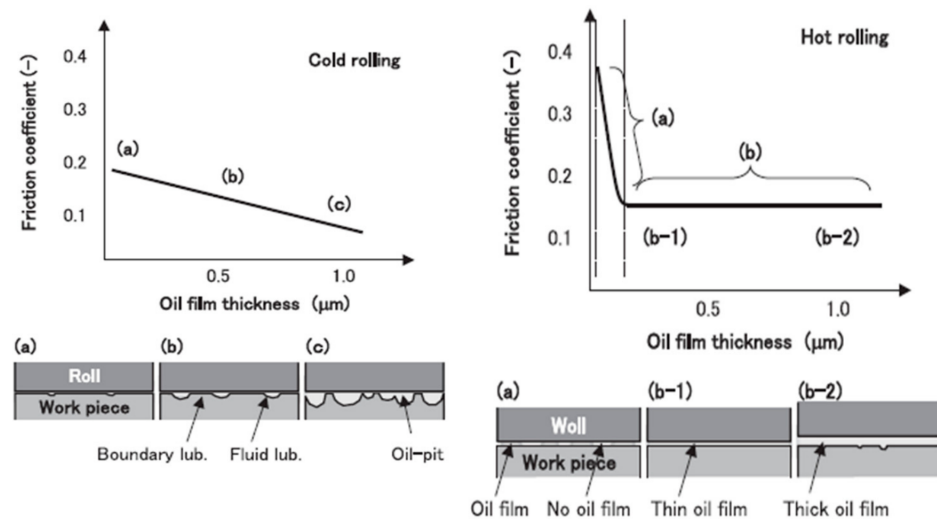 Cold rolling
Friction coefficient (-)
0.4
0.3
0.2
0.1
(a)
(b)
(c)
0.5
1.0
Oil film thickness (μm)
(a)
(b)
(c)
Roll
Work piece
Boundary lub.
Fluid lub.
Oil-pit
Hot rolling
Friction coefficient (-)
0.4
0.3
0.2
0.1
(a)
(b)
(b-1)
(b-2)
0.5
1.0
Oil film thickness (μm)
(a)
(b-1)
(b-2)
Woll
Work piece
Oil film
No oil film
Thin oil film
Thick oil film